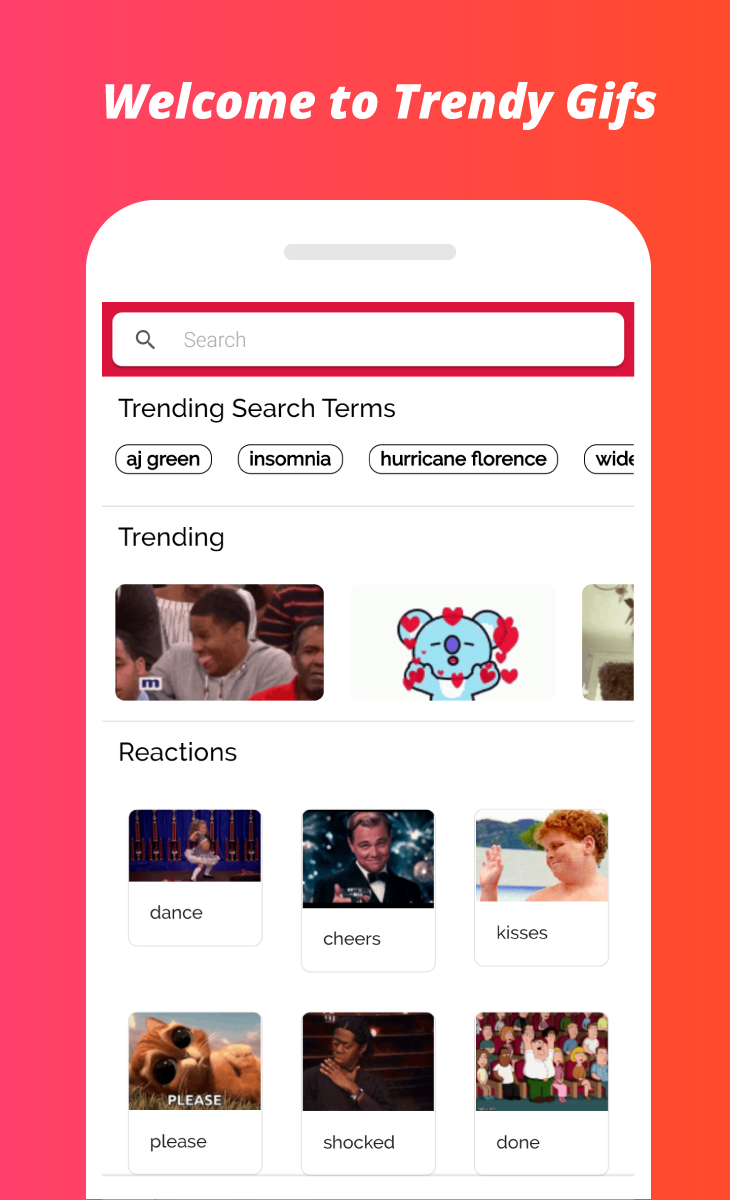 Welcome to Trendy Gifs
Search
Trending Search Terms
aj green insomnia hurricane florence wide
Trending
m
Reactions
dance cheers kisses
PLEASE
please shocked done